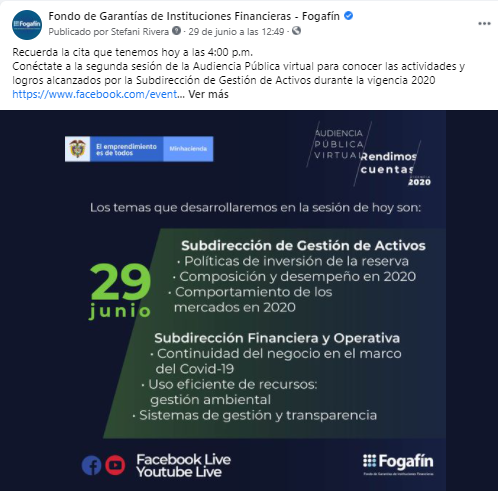 Fondo de Garantías de Instituciones Financieras - Fogafín
Publicado por Stefani Rivera · 29 de junio a las 12:49 ·
Recuerda la cita que tenemos hoy a las 4:00 p.m.
Conéctate a la segunda sesión de la Audiencia Pública virtual para conocer las actividades y
logros alcanzados por la Subdirección de Gestión de Activos durante la vigencia 2020
https://www.facebook.com/event... Ver más
El emprendimiento
es de todos
Minhacienda
AUDIENCIA
PÚBLICA
VIRTUAL
Rendimos
cuentas
2020
Los temas que desarrollaremos en la sesión de hoy son:
29
junio
Subdirección de Gestión de Activos
• Políticas de inversión de la reserva
• Composición y desempeño en 2020
• Comportamiento de los
mercados en 2020
Subdirección Financiera y Operativa
• Continuidad del negocio en el marco
del Covid-19
• Uso eficiente de recursos:
gestión ambiental
• Sistemas de gestión y transparencia
Facebook Live
Youtube Live
Fogafín
Fondo de Garantías de Instituciones Financieras